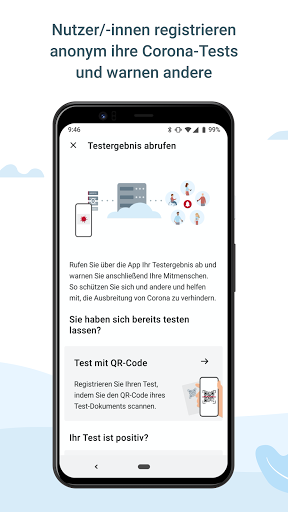 Nutzer/-innen registrieren
anonym ihre Corona-Tests
und warnen andere
9:46
99%
Testergebnis abrufen
Rufen Sie über die App Ihr Testergebnis ab und
warnen Sie anschließend Ihre Mitmenschen.
So schützen Sie sich und andere und helfen
mit, die Ausbreitung von Corona zu verhindern.
Sie haben sich bereits testen
lassen?
Test mit QR-Code
Registrieren Sie Ihren Test,
indem Sie den QR-Code ihres
Test-Dokuments scannen.
Ihr Test ist positiv?